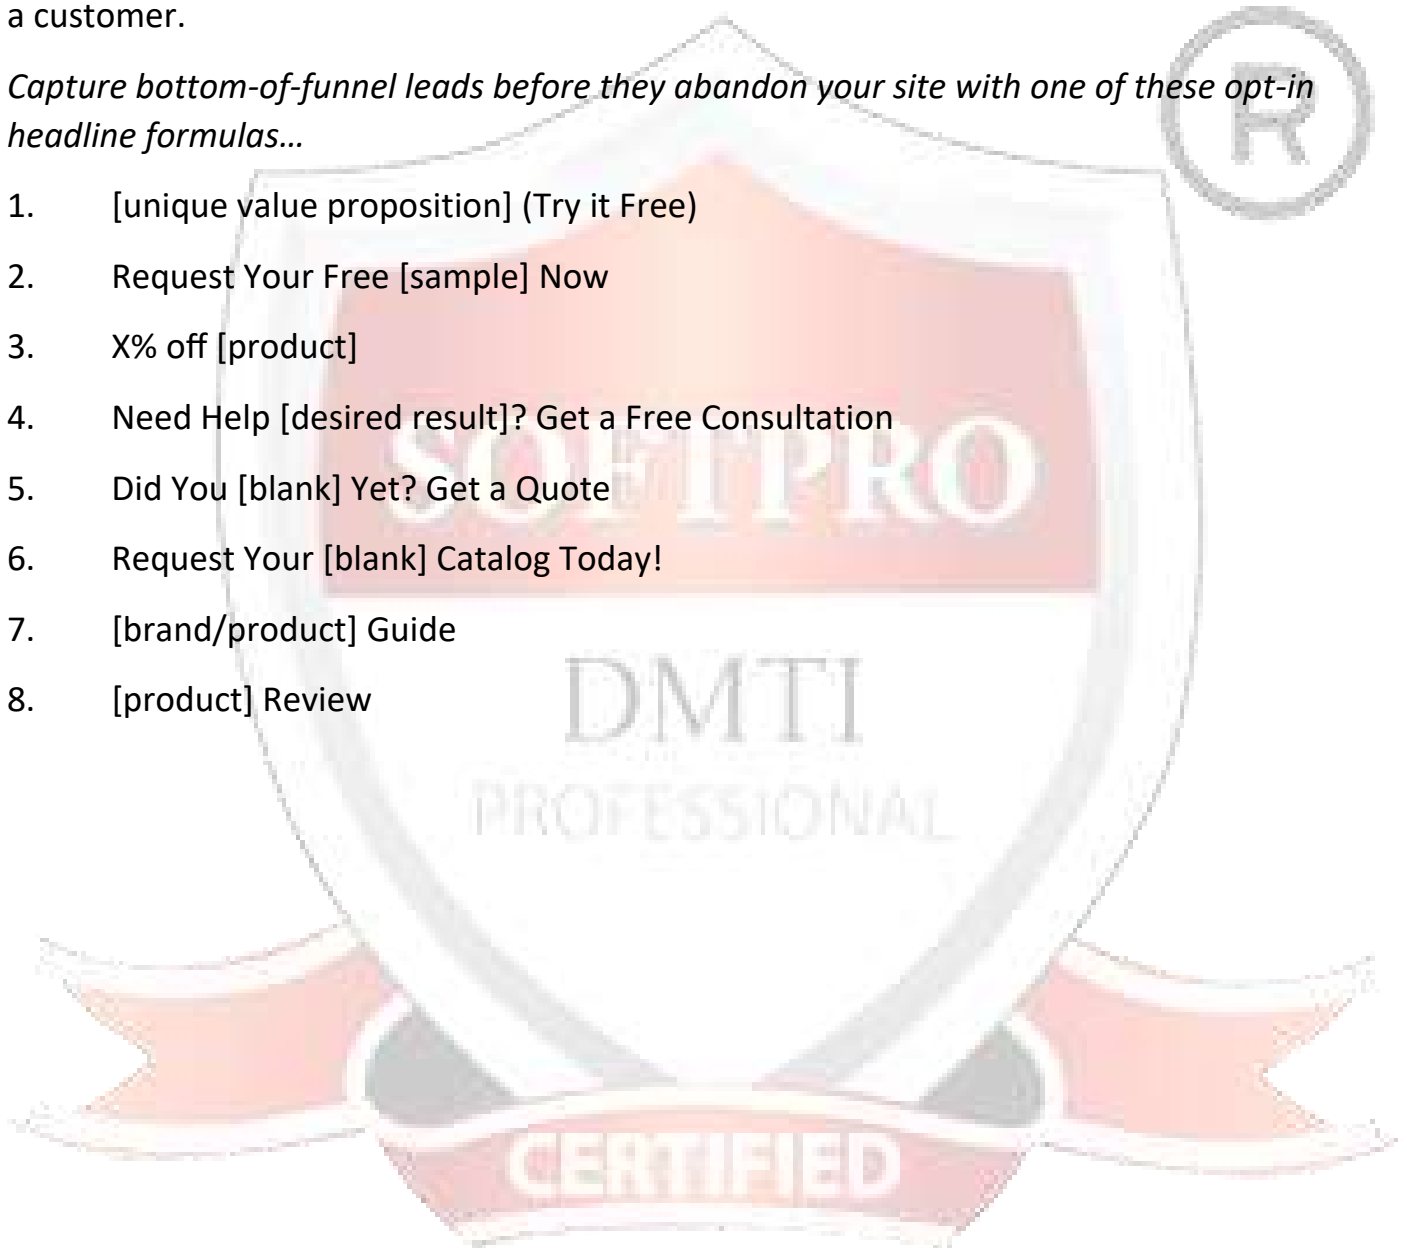 a customer.
Capture bottom-of-funnel leads before they abandon your site with one of these opt-in
headline formulas…
1. [unique value proposition] (Try it Free)
2. Request Your Free [sample] Now
3. X% off [product]
4. Need Help [desired result]? Get a Free Consultation
5. Did You [blank] Yet? Get a Quote
6. Request Your [blank] Catalog Today!
7. [brand/product] Guide
8. [product] Review
®
SOFTPRO
DMTI
PROFESSIONAL
CERTIFIED